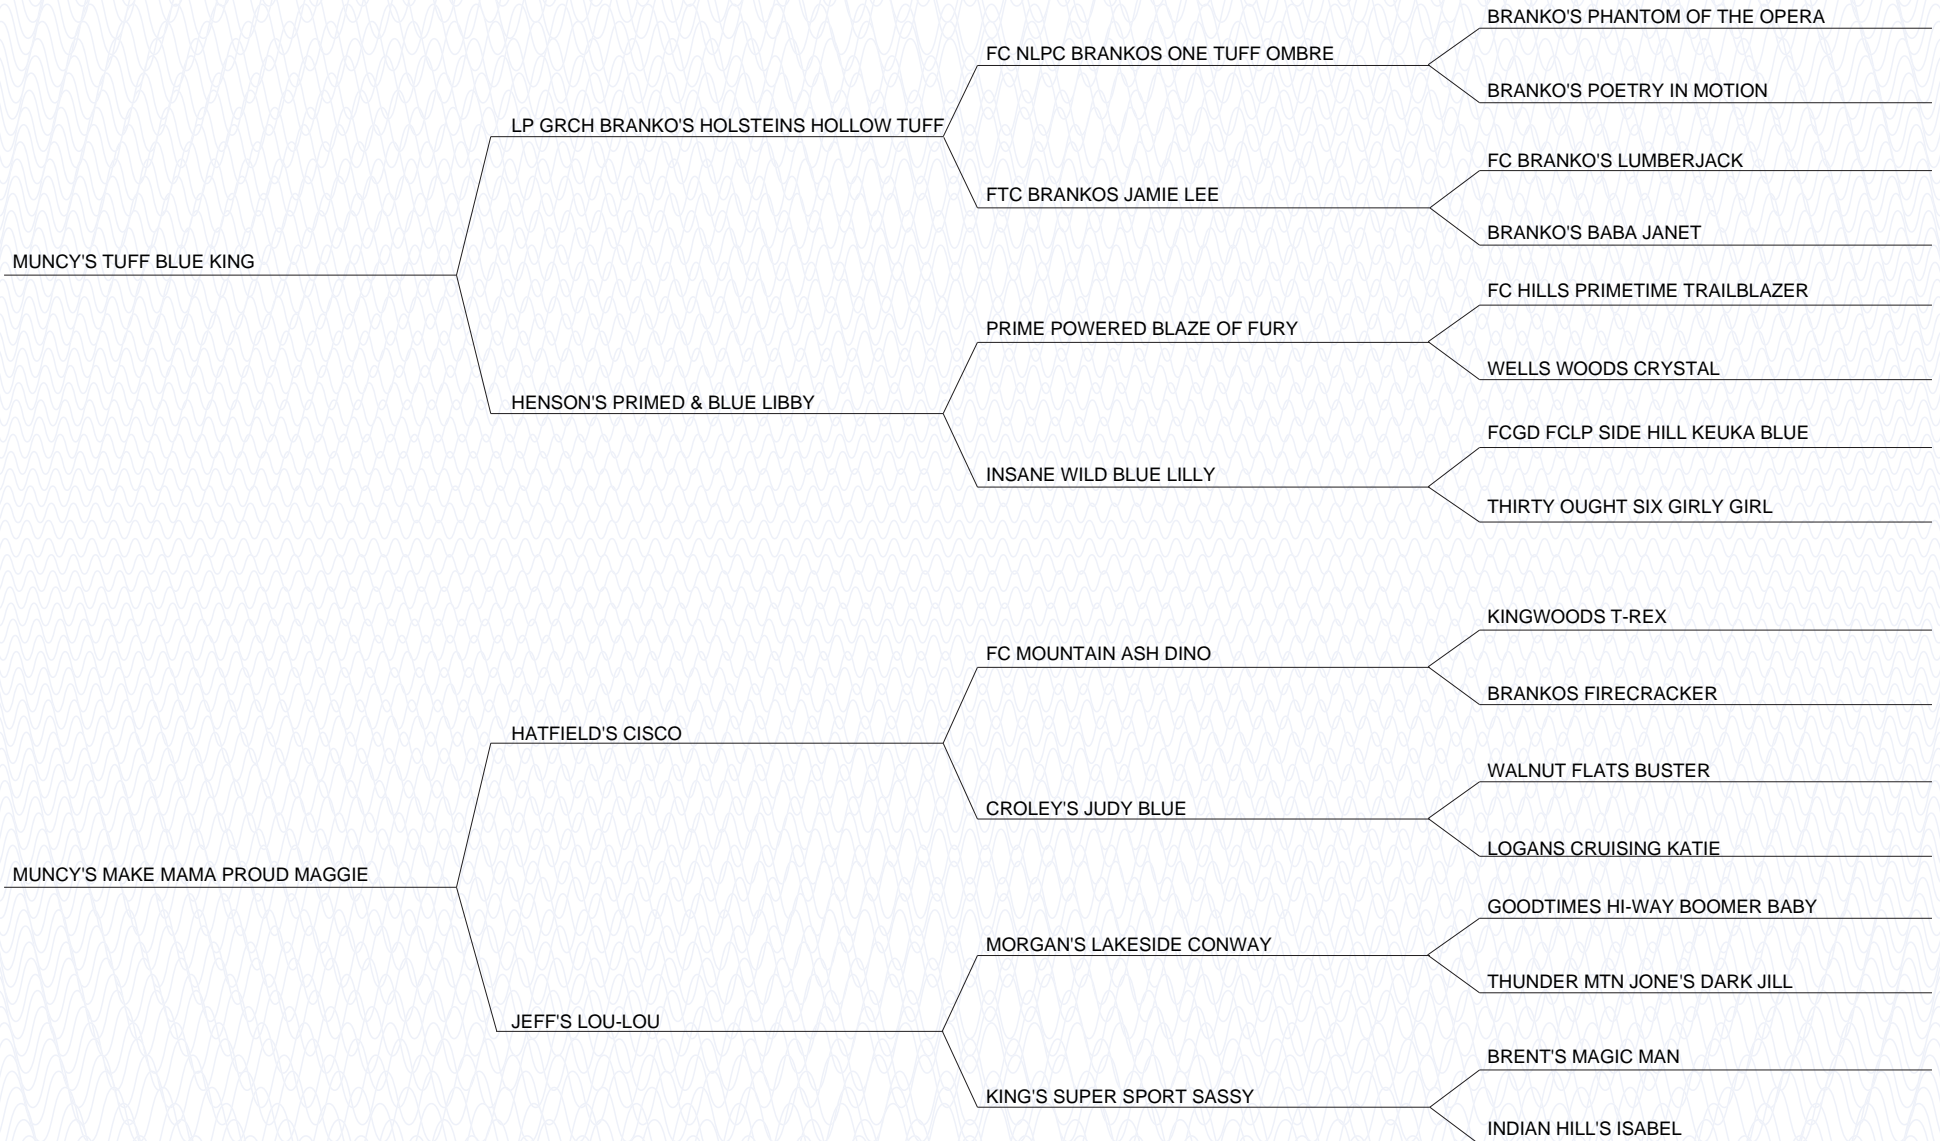 BRANKO'S PHANTOM OF THE OPERA
FC NLPC BRANKOS ONE TUFF OMBRE
BRANKO'S POETRY IN MOTION
LP GRCH BRANKO'S HOLSTEINS HOLLOW TUFF
FC BRANKO'S LUMBERJACK
FTC BRANKOS JAMIE LEE
BRANKO'S BABA JANET
MUNCY'S TUFF BLUE KING
FC HILLS PRIMETIME TRAILBLAZER
PRIME POWERED BLAZE OF FURY
WELLS WOODS CRYSTAL
HENSON'S PRIMED & BLUE LIBBY
FCGD FCLP SIDE HILL KEUKA BLUE
INSANE WILD BLUE LILLY
THIRTY OUGHT SIX GIRLY GIRL
KINGWOODS T-REX
FC MOUNTAIN ASH DINO
BRANKOS FIRECRACKER
HATFIELD'S CISCO
WALNUT FLATS BUSTER
CROLEY'S JUDY BLUE
LOGANS CRUISING KATIE
MUNCY'S MAKE MAMA PROUD MAGGIE
GOODTIMES HI-WAY BOOMER BABY
MORGAN'S LAKESIDE CONWAY
THUNDER MTN JONE'S DARK JILL
JEFF'S LOU-LOU
BRENT'S MAGIC MAN
KING'S SUPER SPORT SASSY
INDIAN HILL'S ISABEL